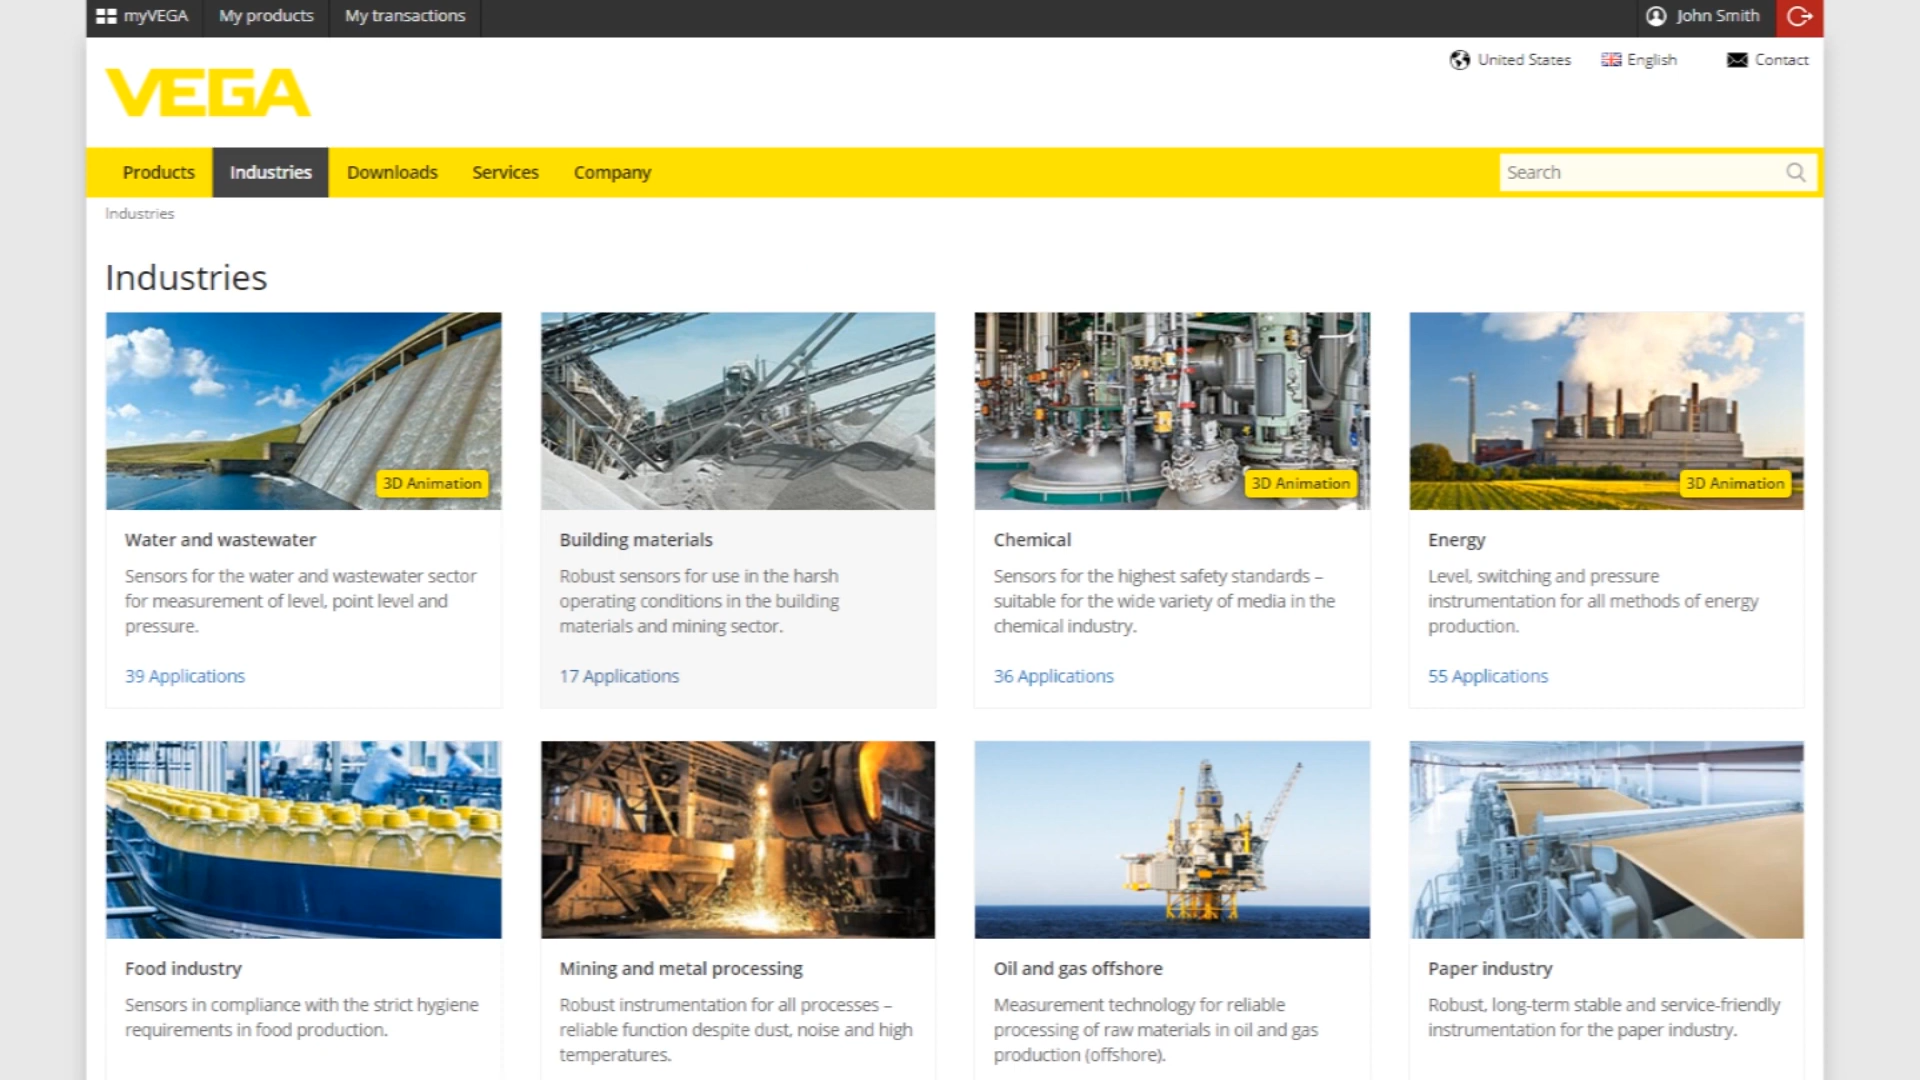 myVEGA My products My transactions John Smith
United States English Contact
VEGA
Products Industries Downloads Services Company Search
Industries
Industries
3D Animation 3D Animation 3D Animation
Water and wastewater
Sensors for the water and wastewater sector
for measurement of level, point level and
pressure.
39 Applications
Building materials
Robust sensors for use in the harsh
operating conditions in the building
materials and mining sector.
17 Applications
Chemical
Sensors for the highest safety standards –
suitable for the wide variety of media in the
chemical industry.
36 Applications
Energy
Level, switching and pressure
instrumentation for all methods of energy
production.
55 Applications
Food industry
Sensors in compliance with the strict hygiene
requirements in food production.
Mining and metal processing
Robust instrumentation for all processes –
reliable function despite dust, noise and high
temperatures.
Oil and gas offshore
Measurement technology for reliable
processing of raw materials in oil and gas
production (offshore).
Paper industry
Robust, long-term stable and service-friendly
instrumentation for the paper industry.